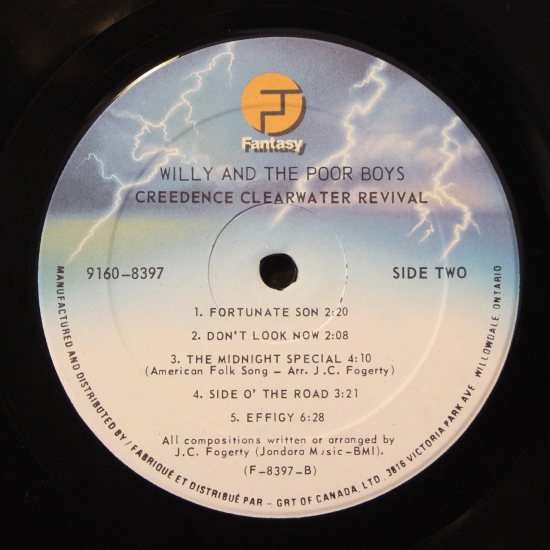 Fantasy
WILLY AND THE POOR BOYS
CREEDENCE CLEARWATER REVIVAL
9160-8397
SIDE TWO
1. FORTUNATE SON 2:20
2. DON'T LOOK NOW 2:08
3. THE MIDNIGHT SPECIAL 4:10
(American Folk Song - Arr. J.C. Fogerty)
4. SIDE O' THE ROAD 3:21
5. EFFIGY 6:28
All compositions written or arranged by
J.C. Fogerty (Jondora Music-BMI).
(F-8397-B)
MANUFACTURED AND DISTRIBUTED BY / FABRIQUÉ ET DISTRIBUÉ PAR - GRT OF CANADA, LTD., 3816 VICTORIA PARK AVE. WILLOWDALE, ONTARIO